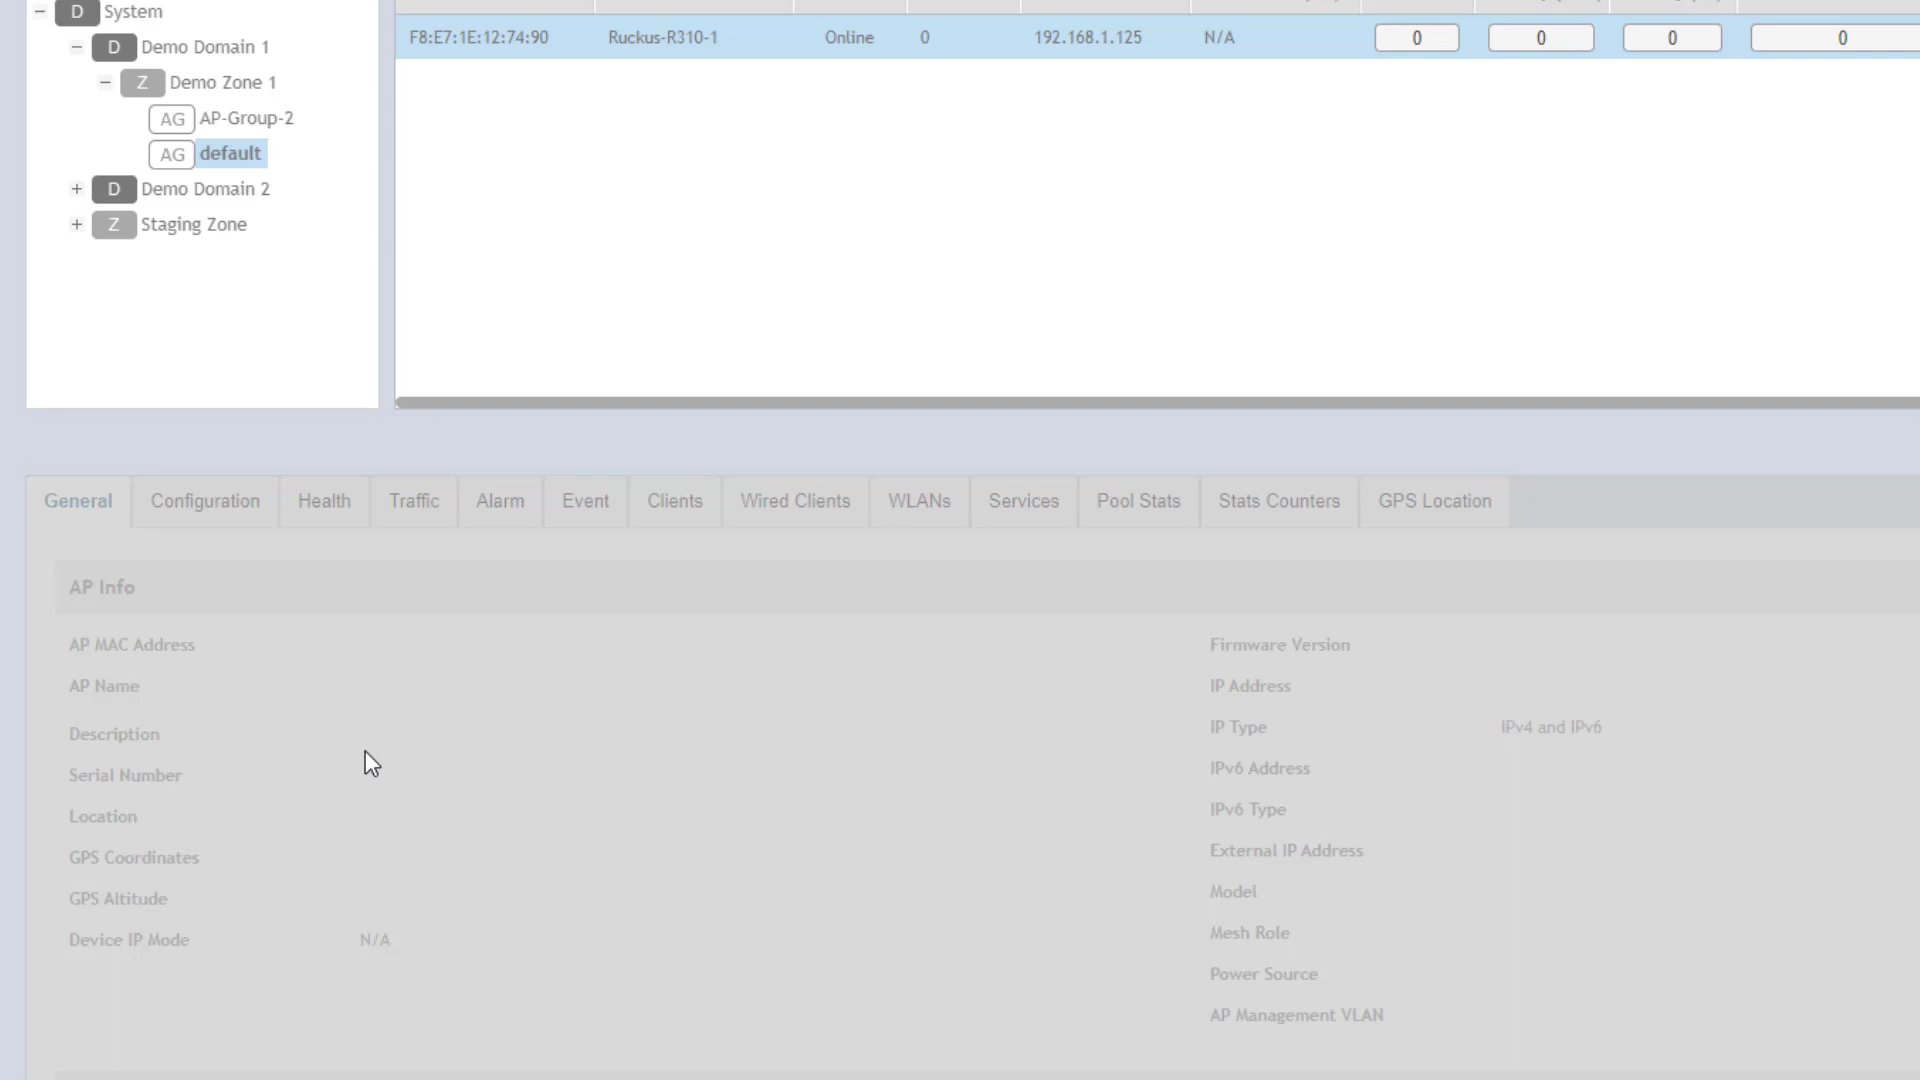 − D System
− D Demo Domain 1
− Z Demo Zone 1
AG AP-Group-2
AG default
+ D Demo Domain 2
+ Z Staging Zone
F8:E7:1E:12:74:90 Ruckus-R310-1 Online 0 192.168.1.125 N/A 0 0 0 0
General Configuration Health Traffic Alarm Event Clients Wired Clients WLANs Services Pool Stats Stats Counters GPS Location
AP Info
AP MAC Address
AP Name
Description
Serial Number
Location
GPS Coordinates
GPS Altitude
Device IP Mode N/A
Firmware Version
IP Address
IP Type IPv4 and IPv6
IPv6 Address
IPv6 Type
External IP Address
Model
Mesh Role
Power Source
AP Management VLAN